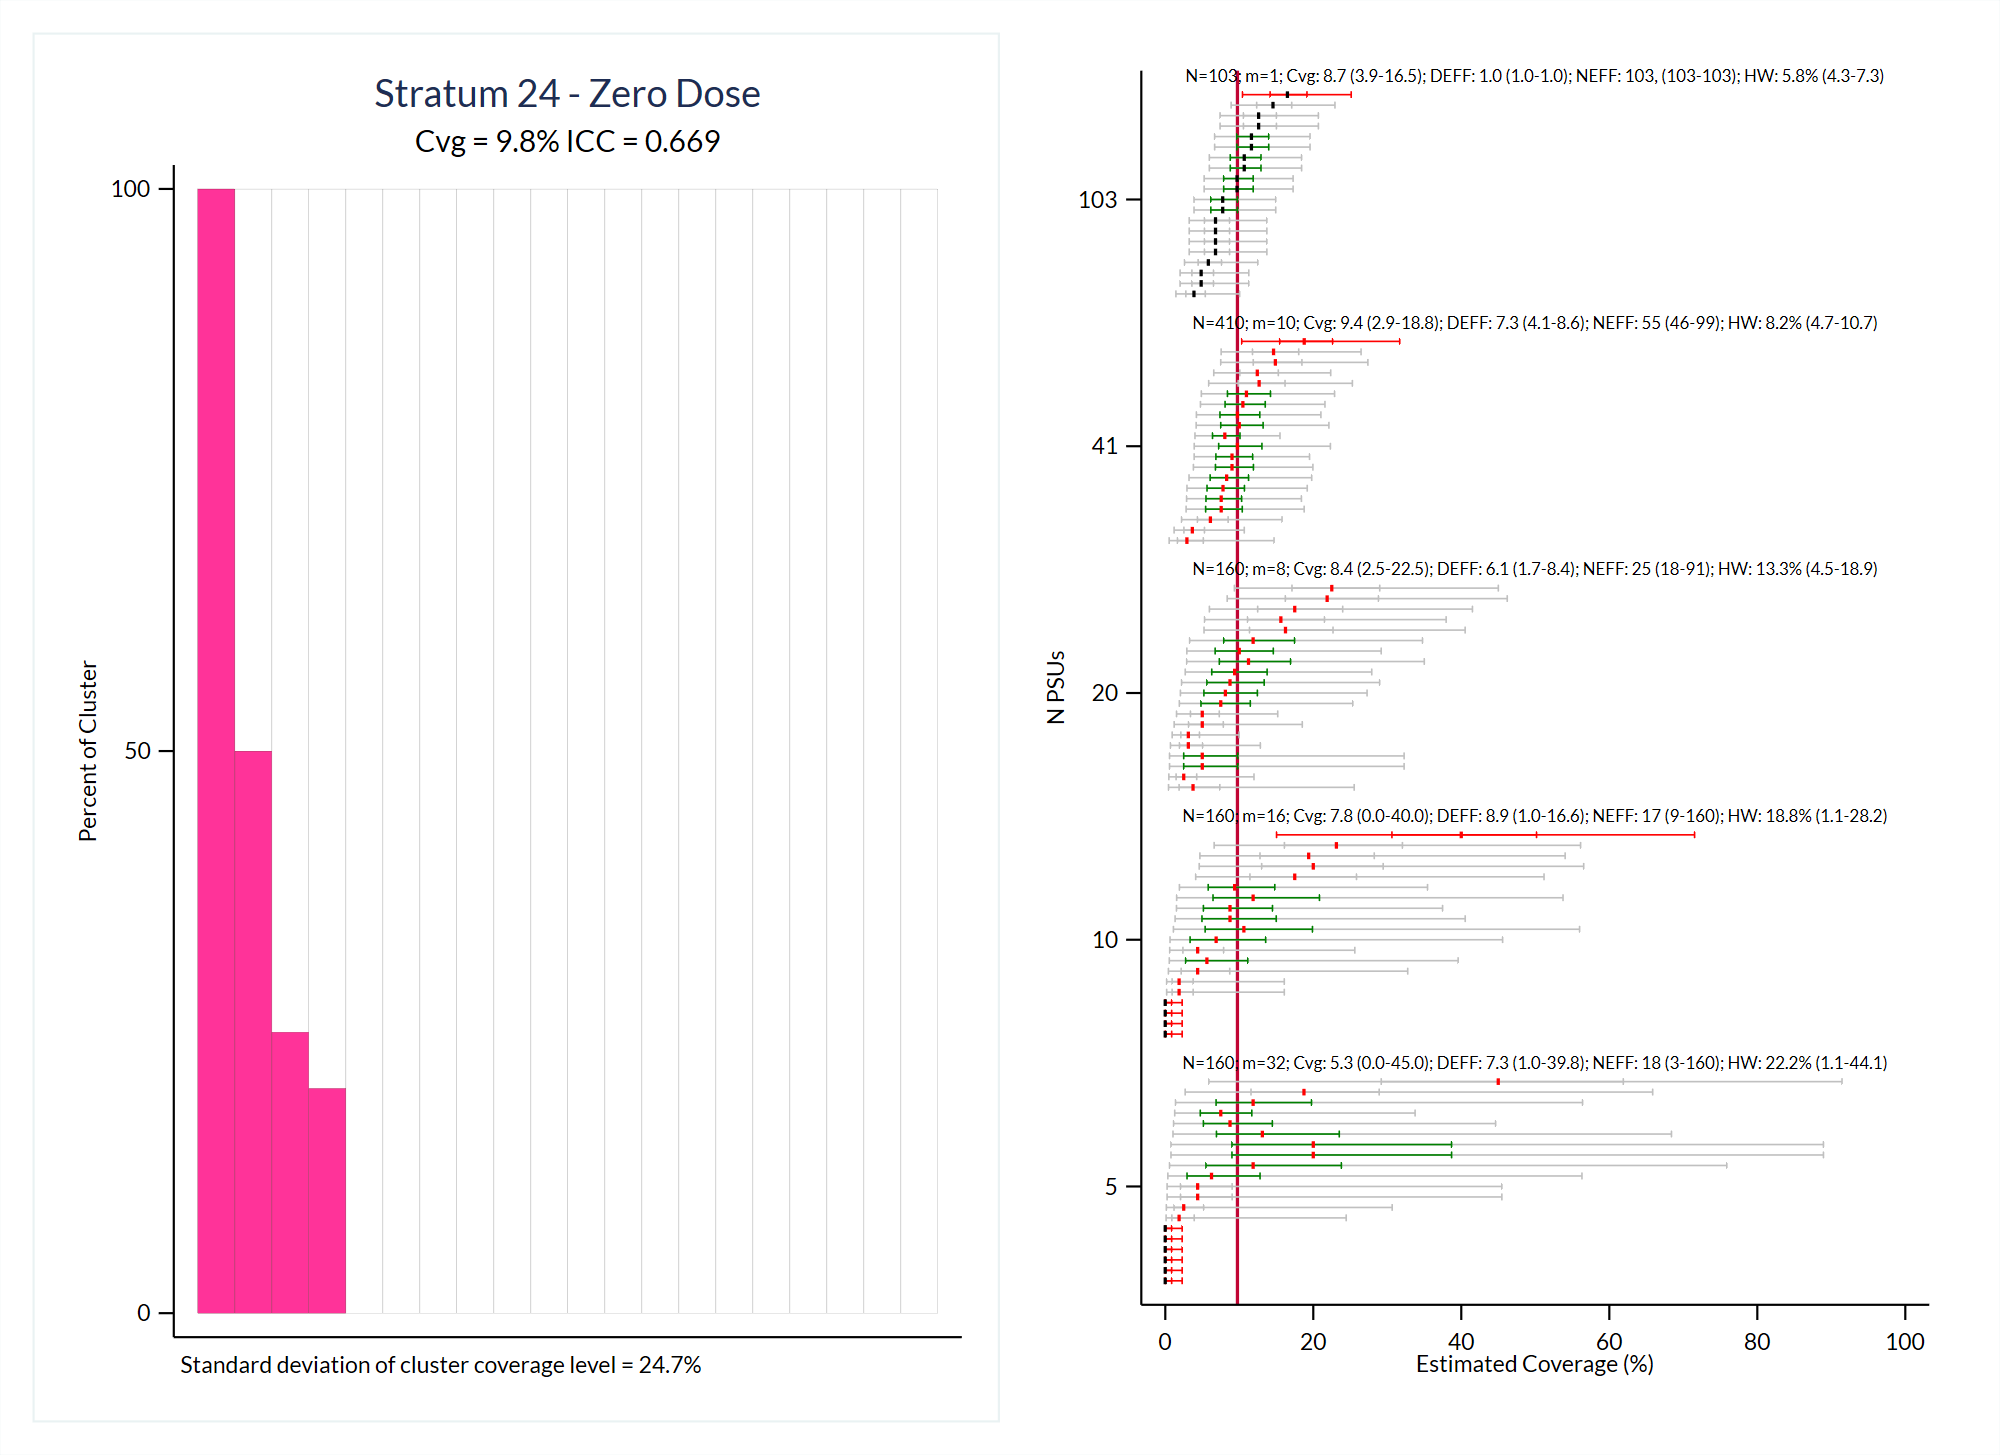 Stratum 24 - Zero Dose
Cvg = 9.8% ICC = 0.669
Percent of Cluster
100
50
0
Standard deviation of cluster coverage level = 24.7%
N PSUs
N=103; m=1; Cvg: 8.7 (3.9-16.5); DEFF: 1.0 (1.0-1.0); NEFF: 103, (103-103); HW: 5.8% (4.3-7.3)
103
N=410; m=10; Cvg: 9.4 (2.9-18.8); DEFF: 7.3 (4.1-8.6); NEFF: 55 (46-99); HW: 8.2% (4.7-10.7)
41
N=160; m=8; Cvg: 8.4 (2.5-22.5); DEFF: 6.1 (1.7-8.4); NEFF: 25 (18-91); HW: 13.3% (4.5-18.9)
20
N=160; m=16; Cvg: 7.8 (0.0-40.0); DEFF: 8.9 (1.0-16.6); NEFF: 17 (9-160); HW: 18.8% (1.1-28.2)
10
N=160; m=32; Cvg: 5.3 (0.0-45.0); DEFF: 7.3 (1.0-39.8); NEFF: 18 (3-160); HW: 22.2% (1.1-44.1)
5
0 20 40 60 80 100
Estimated Coverage (%)